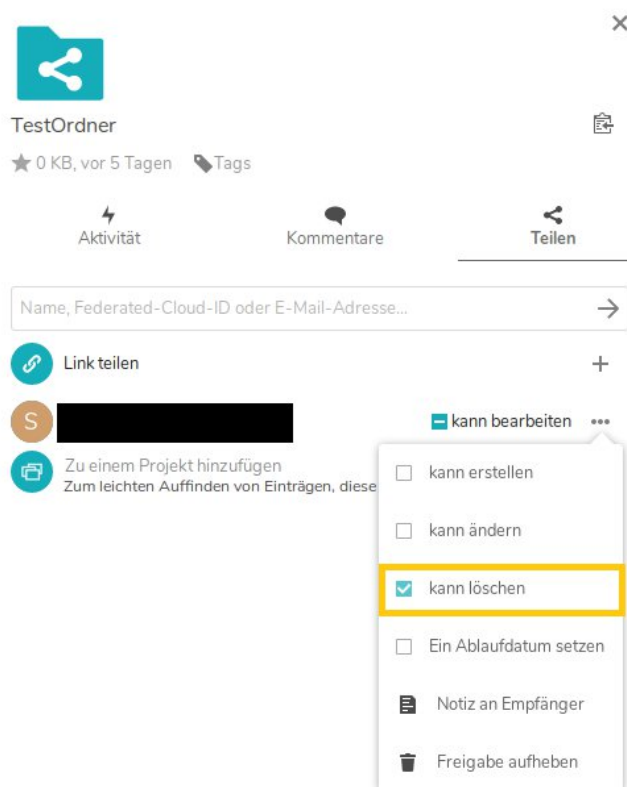 TestOrdner
0 KB, vor 5 Tagen Tags
Aktivität Kommentare Teilen
Name, Federated-Cloud-ID oder E-Mail-Adresse...
Link teilen
S kann bearbeiten
Zu einem Projekt hinzufügen
Zum leichten Auffinden von Einträgen, diese
kann erstellen
kann ändern
kann löschen
Ein Ablaufdatum setzen
Notiz an Empfänger
Freigabe aufheben